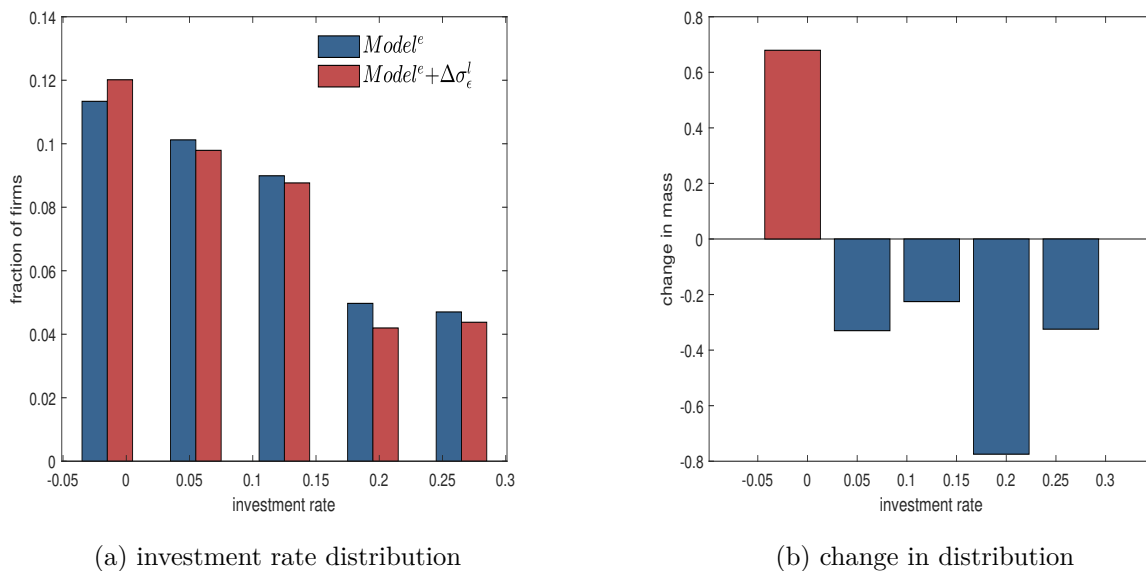 0.14
0.12
0.1
0.08
0.06
0.04
0.02
0
fraction of firms
-0.05 0 0.05 0.1 0.15 0.2 0.25 0.3
investment rate
Model^e
Model^e+Δσ_ϵ^l
(a) investment rate distribution
0.8
0.6
0.4
0.2
0
-0.2
-0.4
-0.6
-0.8
change in mass
-0.05 0 0.05 0.1 0.15 0.2 0.25 0.3
investment rate
(b) change in distribution